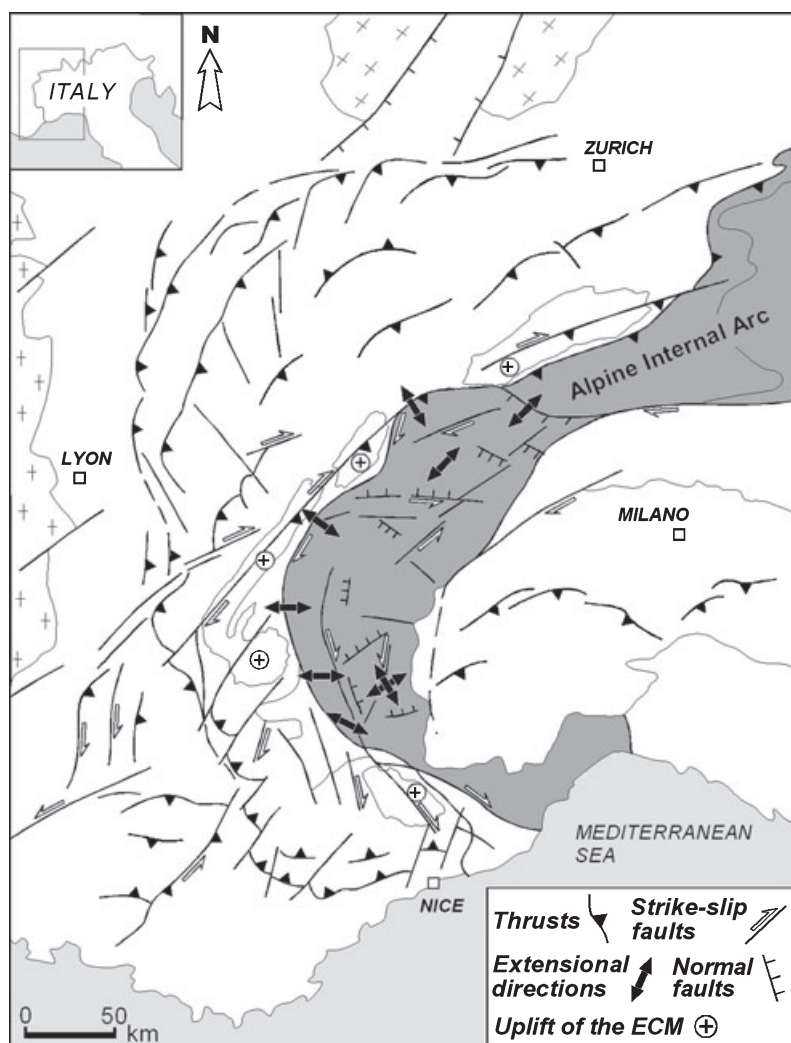 ITALY
N
ZURICH
Alpine Internal Arc
LYON
MILANO
MEDITERRANEAN
SEA
NICE
Thrusts
Strike-slip
faults
Extensional
directions
Normal
faults
Uplift of the ECM
0 50
km